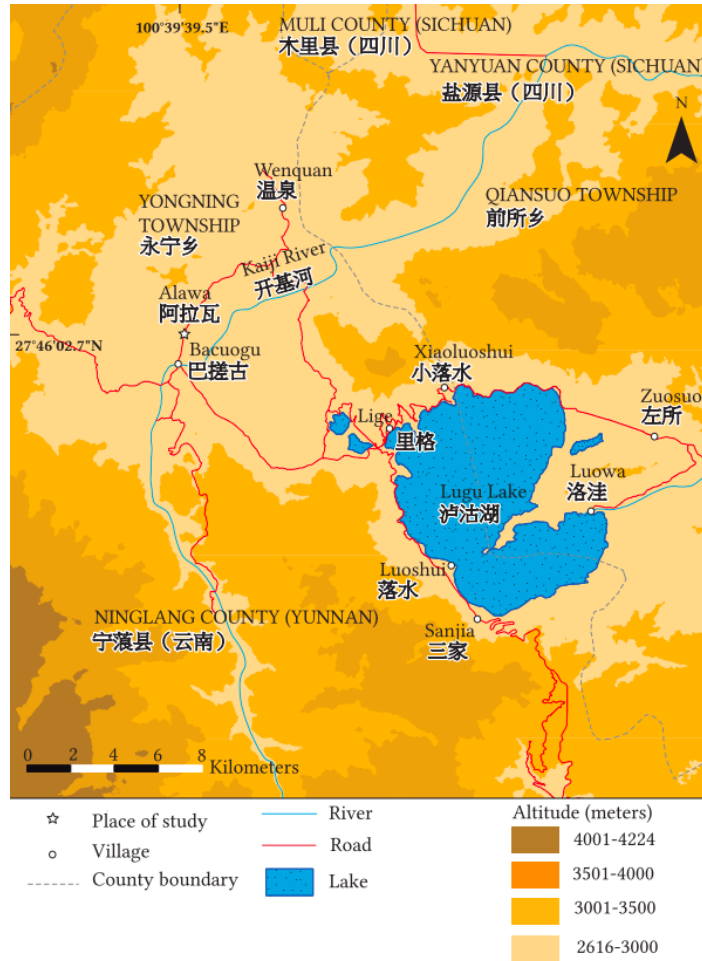 100°39'39.5"E
MULI COUNTY (SICHUAN)
木里县（四川）
YANYUAN COUNTY (SICHUAN)
盐源县（四川）
N
Wenquan
温泉
YONGNING
TOWNSHIP
永宁乡
QIANSUO TOWNSHIP
前所乡
Kaiji River
开基河
Alawa
阿拉瓦
27°46'02.7"N
Bacuogu
巴搓古
Xiaoluoshui
小落水
Zuosuo
左所
Lige
里格
Luowa
洛洼
Lugu Lake
泸沽湖
Luoshui
落水
NINGLANG COUNTY (YUNNAN)
宁蒗县（云南）
Sanjia
三家
0 2 4 6 8
Kilometers
Place of study
Village
County boundary
River
Road
Lake
Altitude (meters)
4001-4224
3501-4000
3001-3500
2616-3000